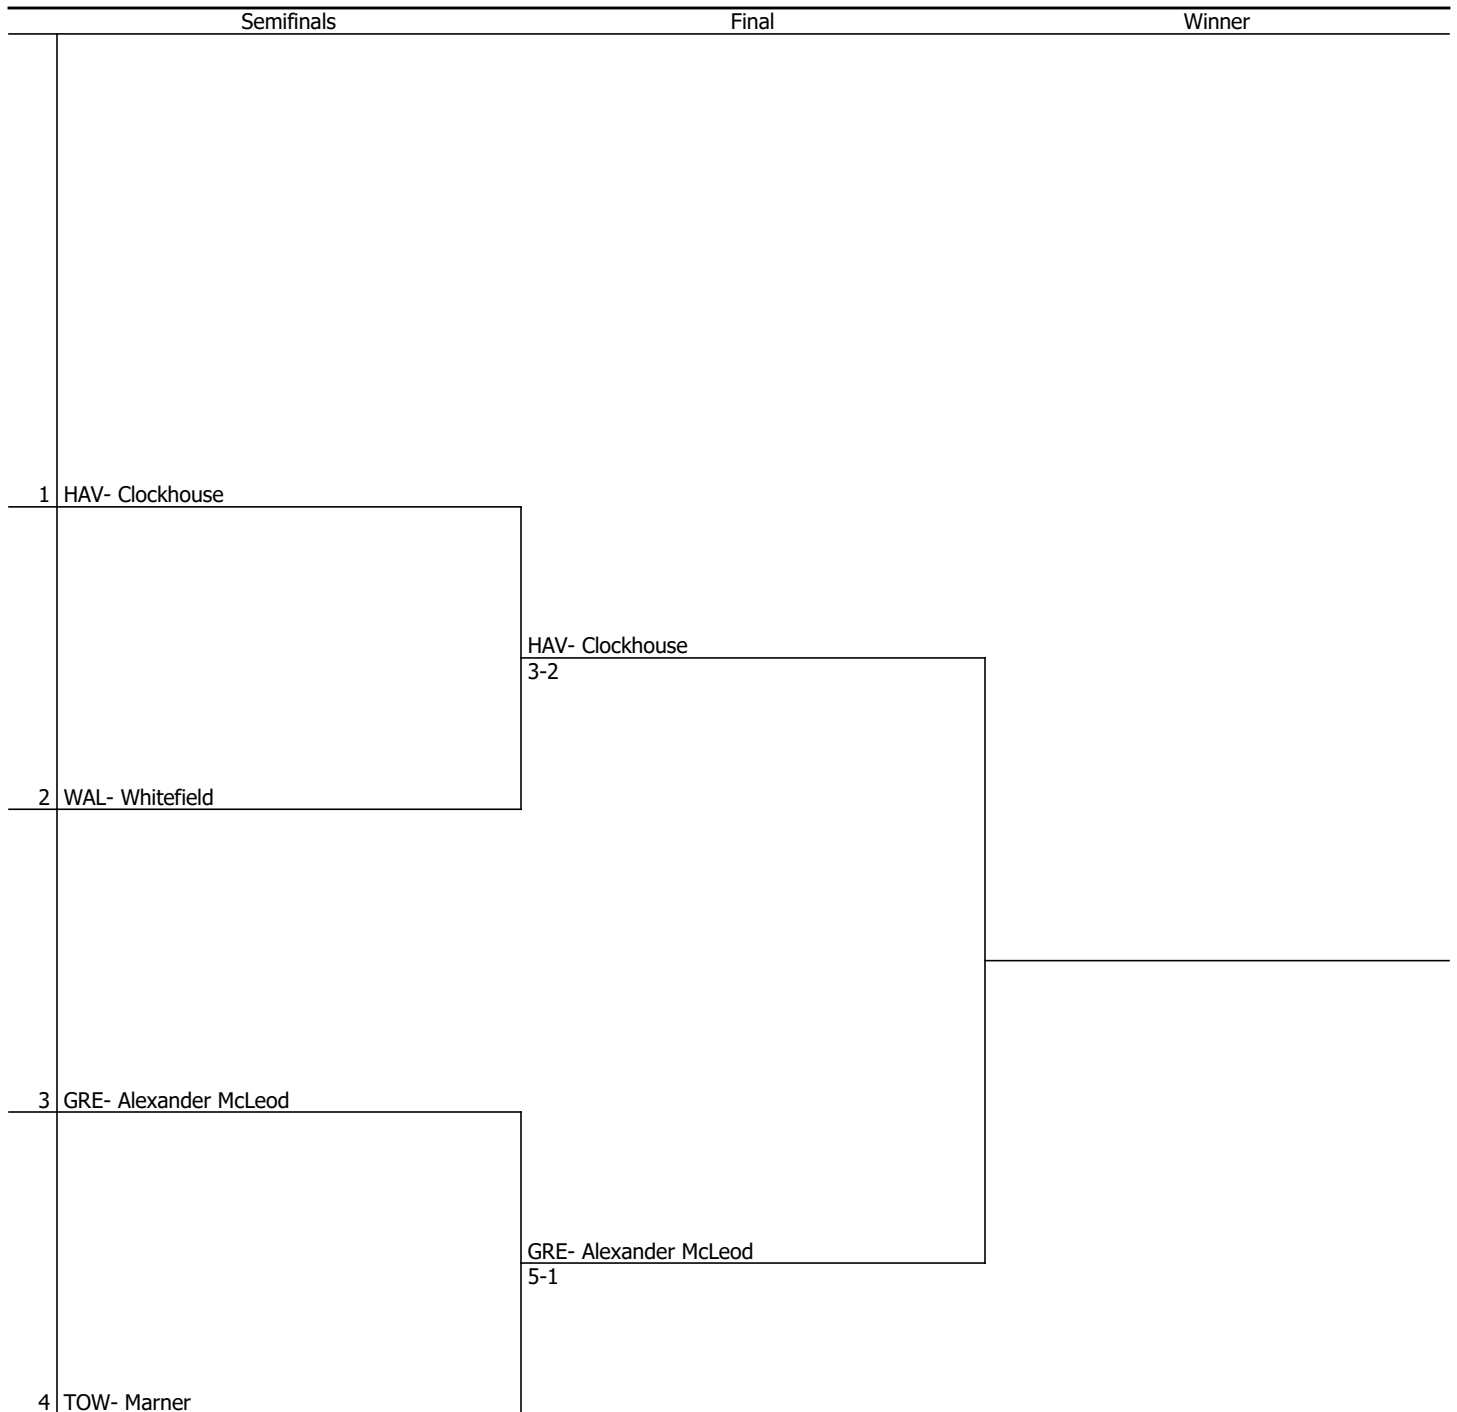 Semifinals Final Winner
1 HAV- Clockhouse
HAV- Clockhouse
3-2
2 WAL- Whitefield
3 GRE- Alexander McLeod
GRE- Alexander McLeod
5-1
4 TOW- Marner